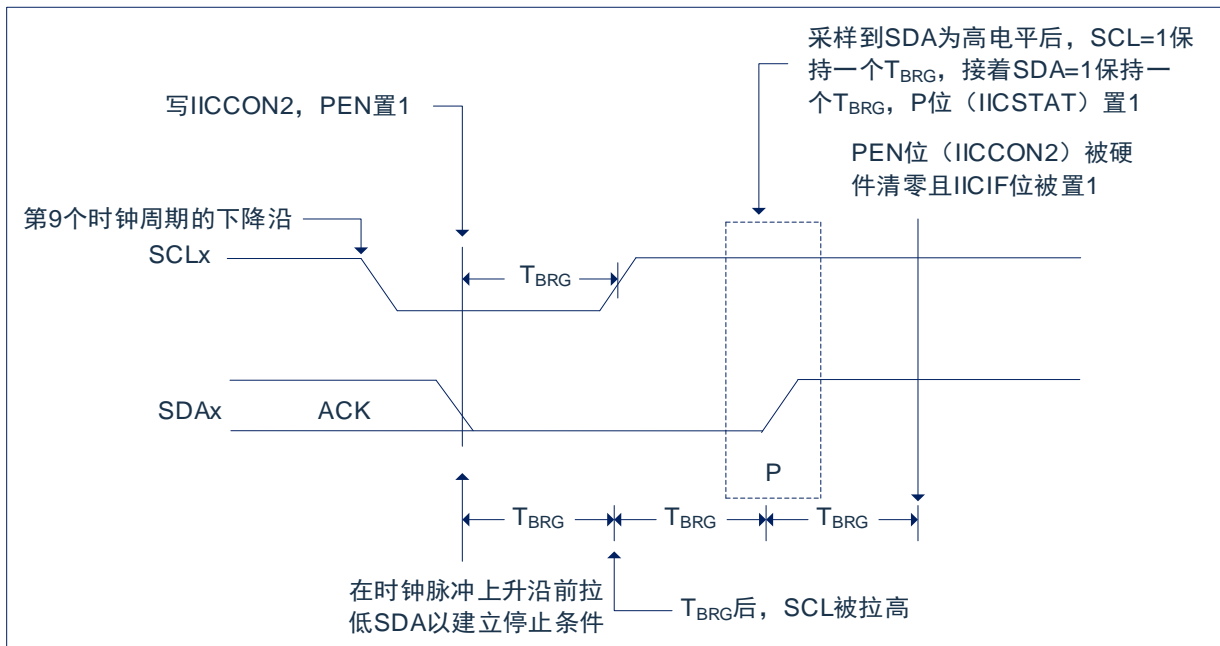 采样到SDA为高电平后，SCL=1保
持一个TBRG，接着SDA=1保持一
个TBRG，P位（IICSTAT）置1
写IICCON2，PEN置1
PEN位（IICCON2）被硬
件清零且IICIF位被置1
第9个时钟周期的下降沿
SCLx
TBRG
SDAx
ACK
P
TBRG
TBRG
TBRG
在时钟脉冲上升沿前拉
低SDA以建立停止条件
TBRG后，SCL被拉高